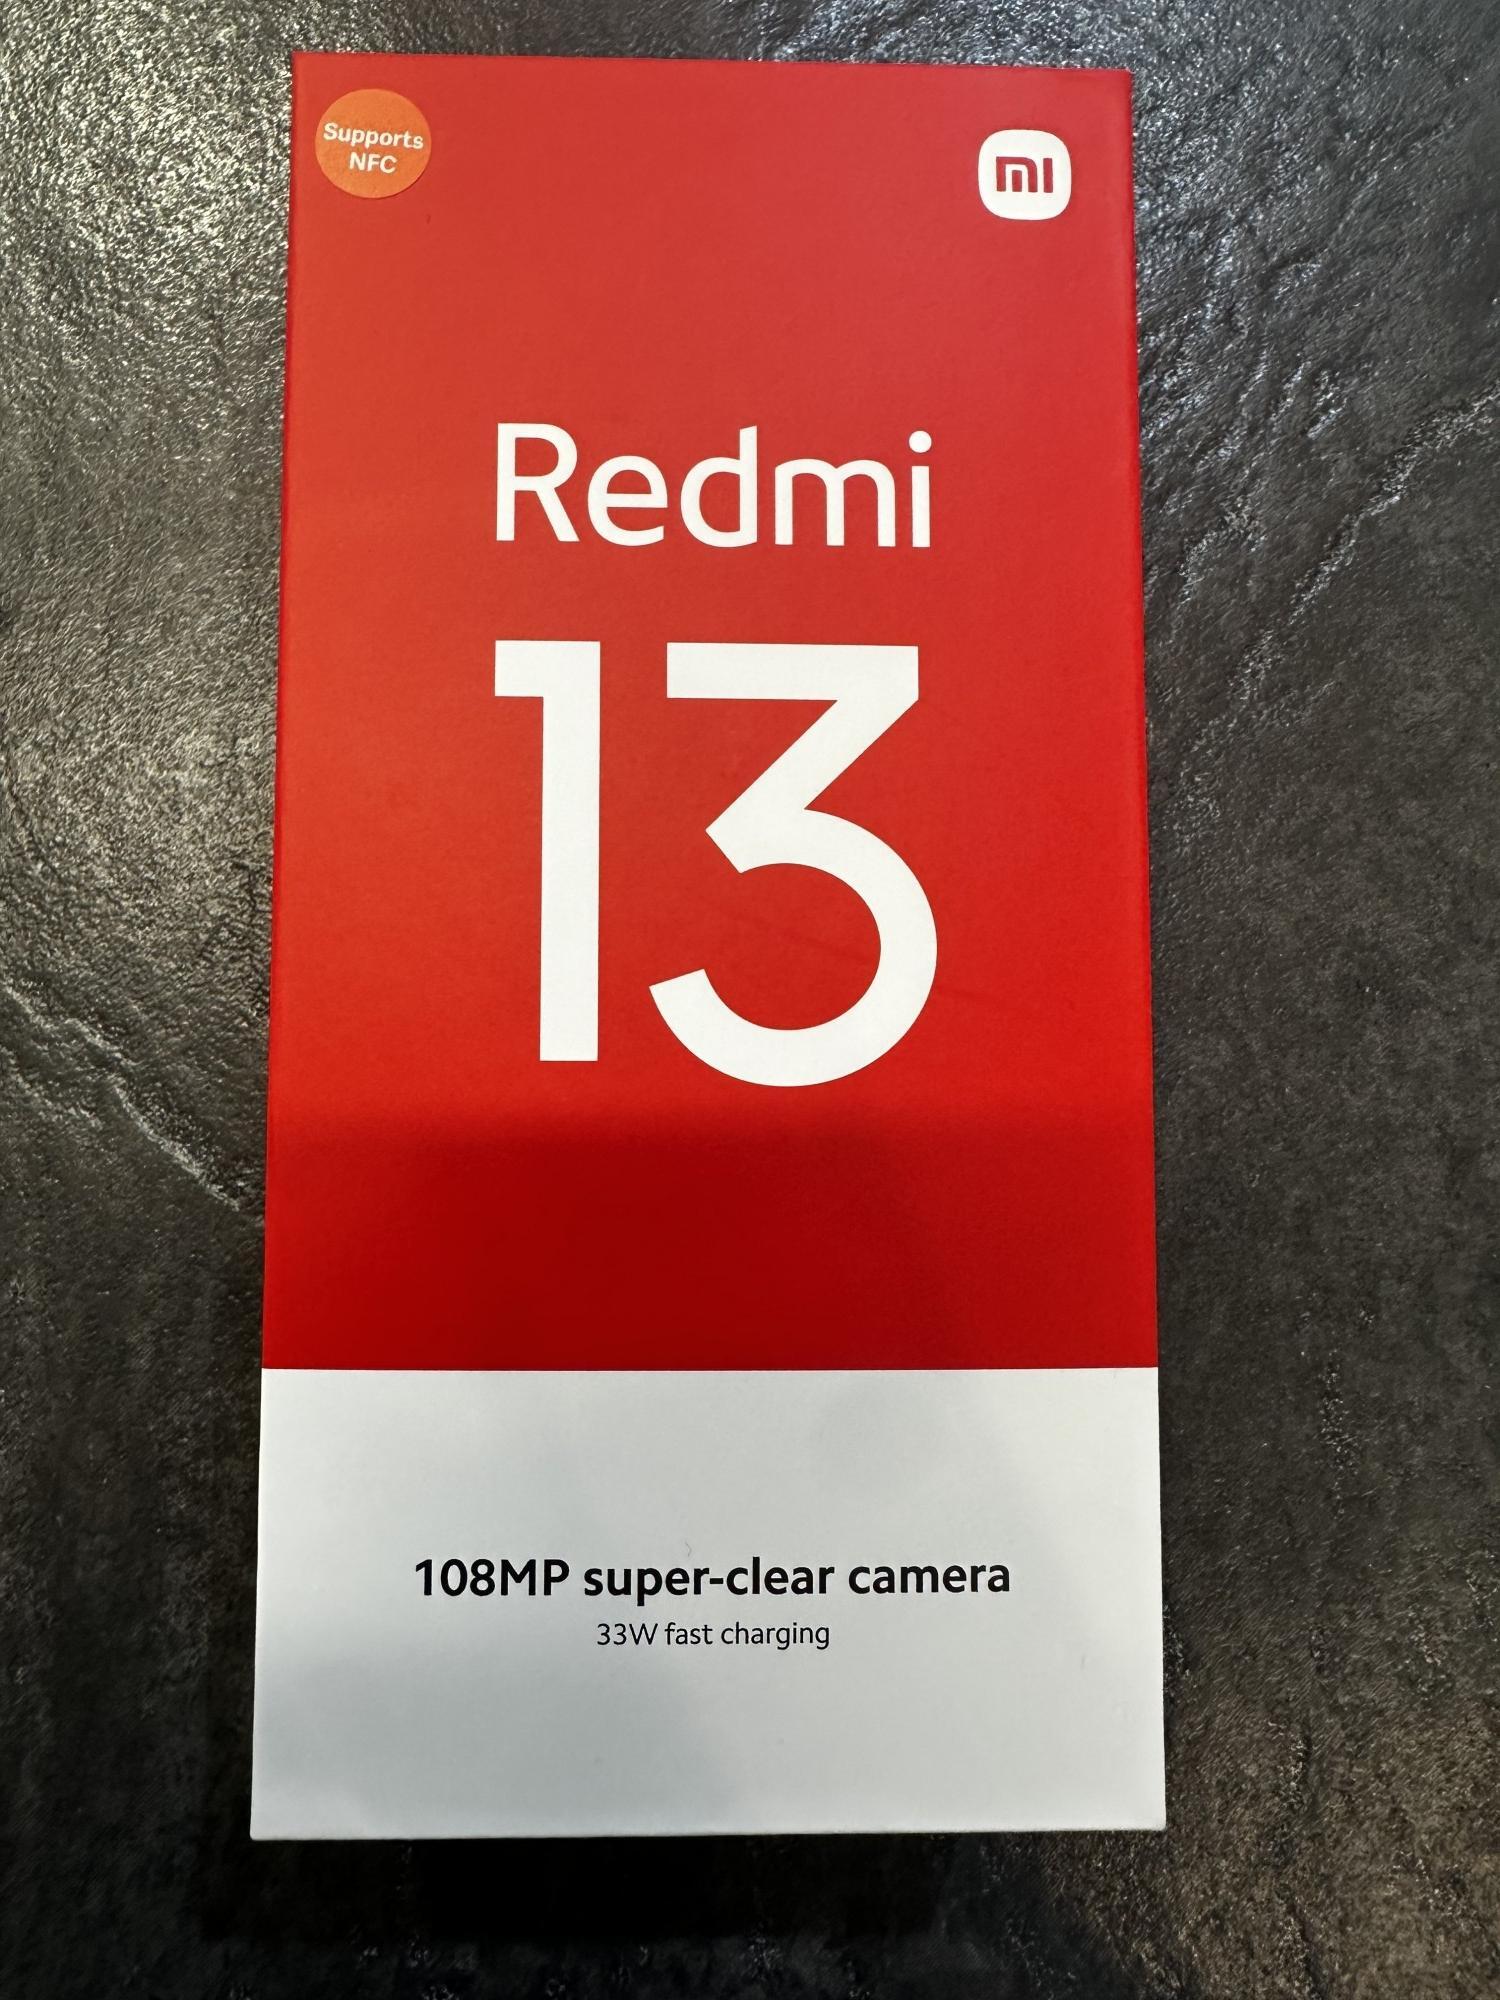 Supports
NFC
mi
Redmi
13
108MP super-clear camera
33W fast charging